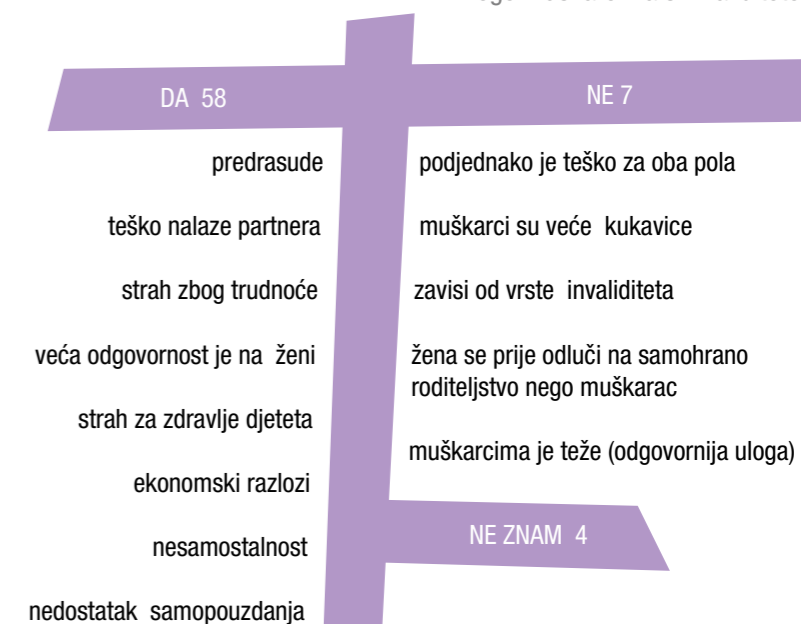 DA 58
predrasude
teško nalaze partnera
strah zbog trudnoće
veća odgovornost je na ženi
strah za zdravlje djeteta
ekonomski razlozi
nesamostalnost
nedostatak samopouzdanja
NE 7
podjednako je teško za oba pola
muškarci su veće kukavice
zavisi od vrste invaliditeta
žena se prije odluči na samohrano
roditeljstvo nego muškarac
muškarcima je teže (odgovornija uloga)
NE ZNAM 4